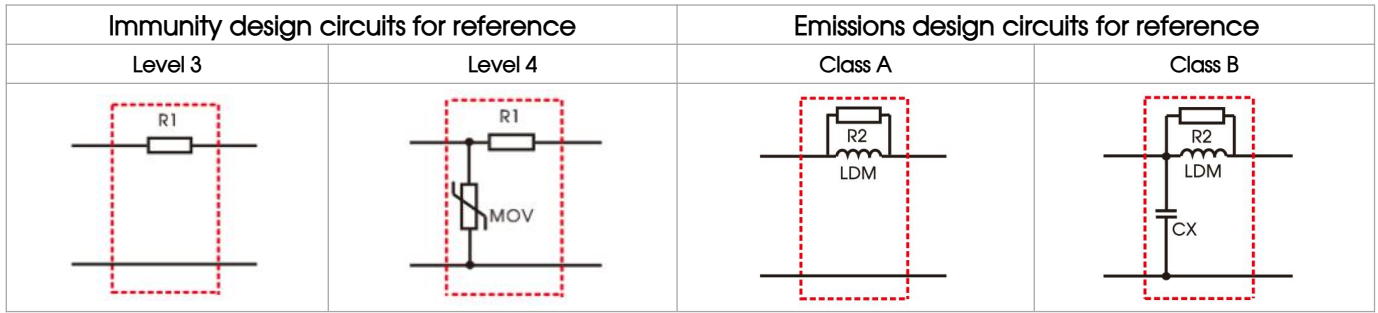 Immunity design circuits for reference
Emissions design circuits for reference
Level 3
Level 4
Class A
Class B
R1
R1
MOV
R2
LDM
R2
LDM
CX